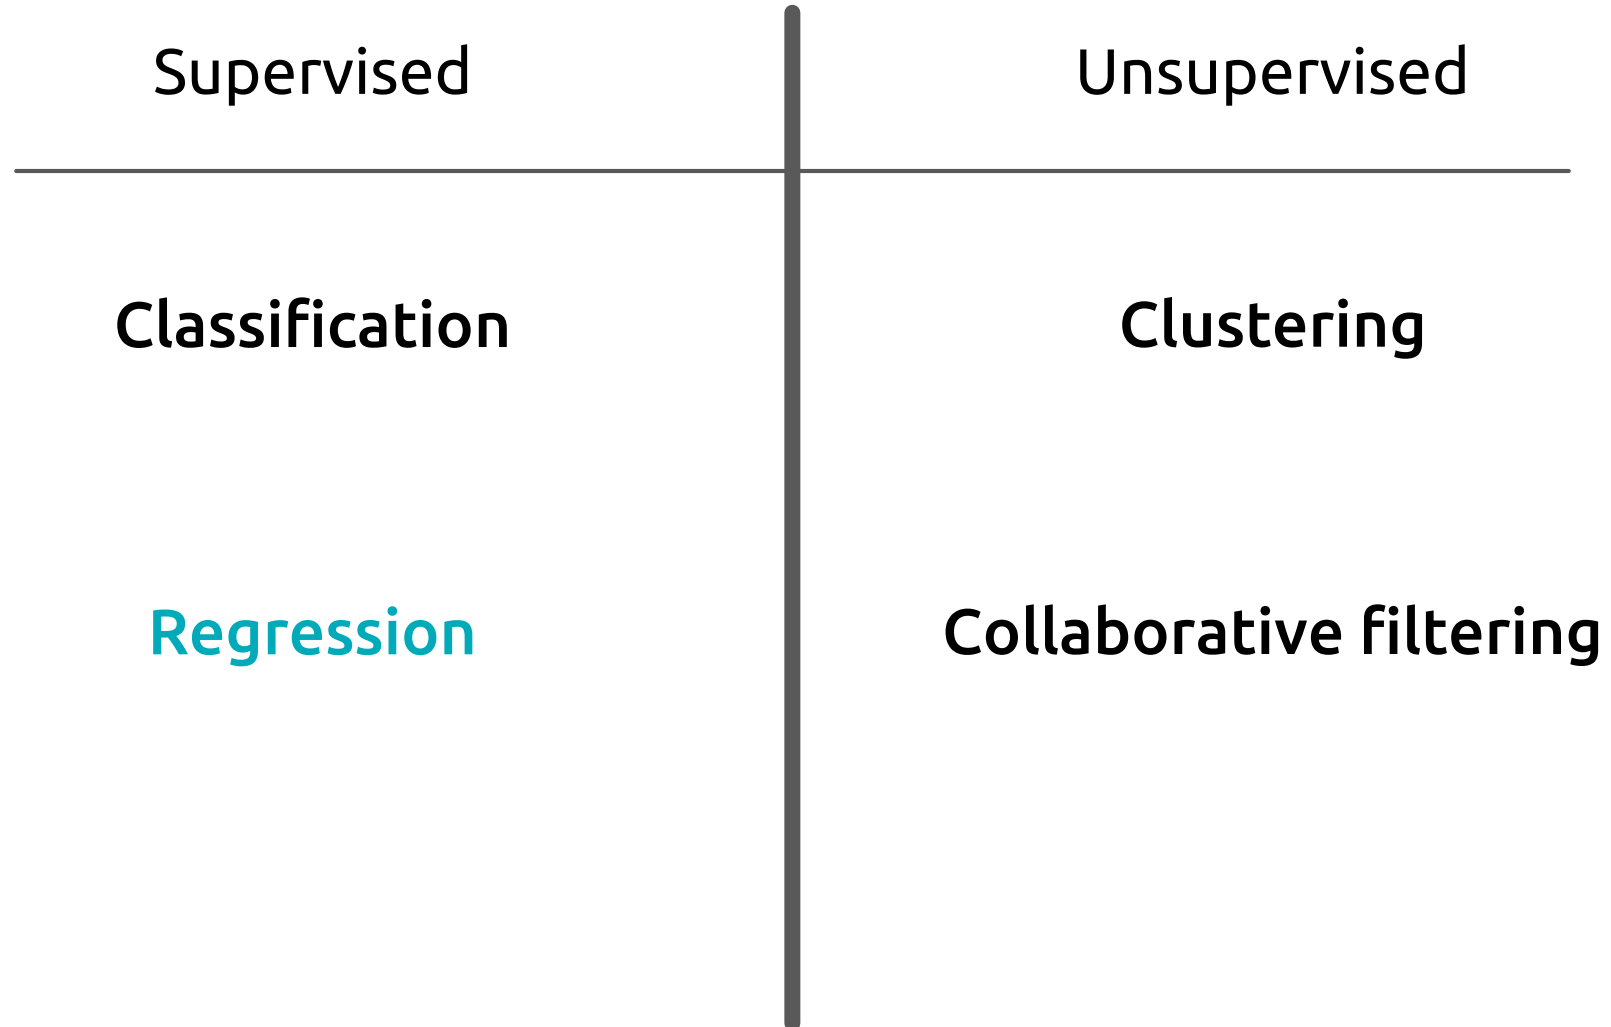 Supervised
Unsupervised
Classification
Clustering
Regression
Collaborative filtering